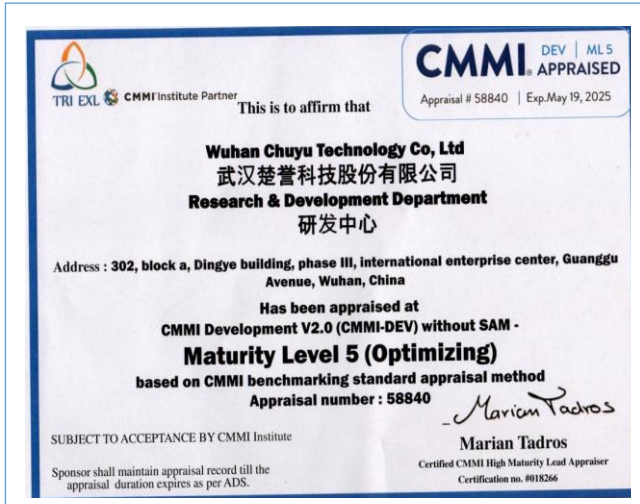 TRI EXL
CMMI Institute Partner
CMMI® DEV | ML 5
APPRAISED
Appraisal # 58840 | Exp.May 19, 2025
This is to affirm that
Wuhan Chuyu Technology Co, Ltd
武汉楚誉科技股份有限公司
Research & Development Department
研发中心
Address : 302, block a, Dingye building, phase III, international enterprise center, Guanggu
Avenue, Wuhan, China
Has been appraised at
CMMI Development V2.0 (CMMI-DEV) without SAM -
Maturity Level 5 (Optimizing)
based on CMMI benchmarking standard appraisal method
Appraisal number : 58840
Marian Tadros
SUBJECT TO ACCEPTANCE BY CMMI Institute
Sponsor shall maintain appraisal record till the
appraisal duration expires as per ADS.
Marian Tadros
Certified CMMI High Maturity Lead Appraiser
Certification no. #018266